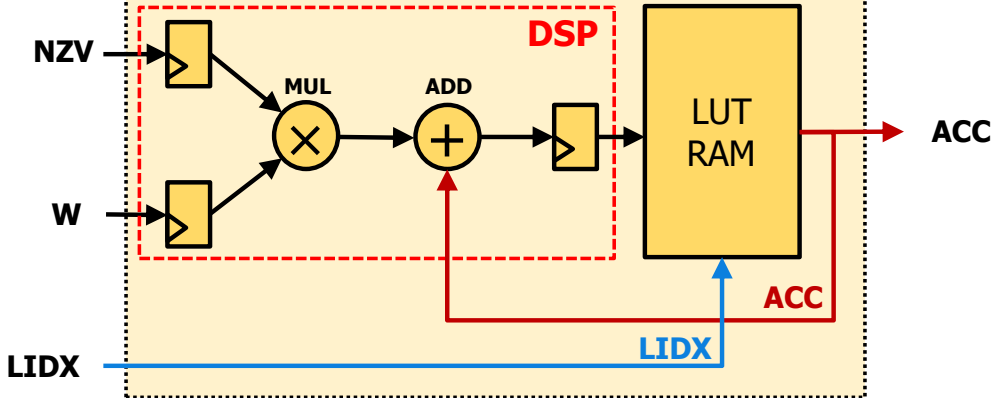 DSP
NZV
MUL
ADD
LUT
RAM
ACC
W
ACC
LIDX
LIDX